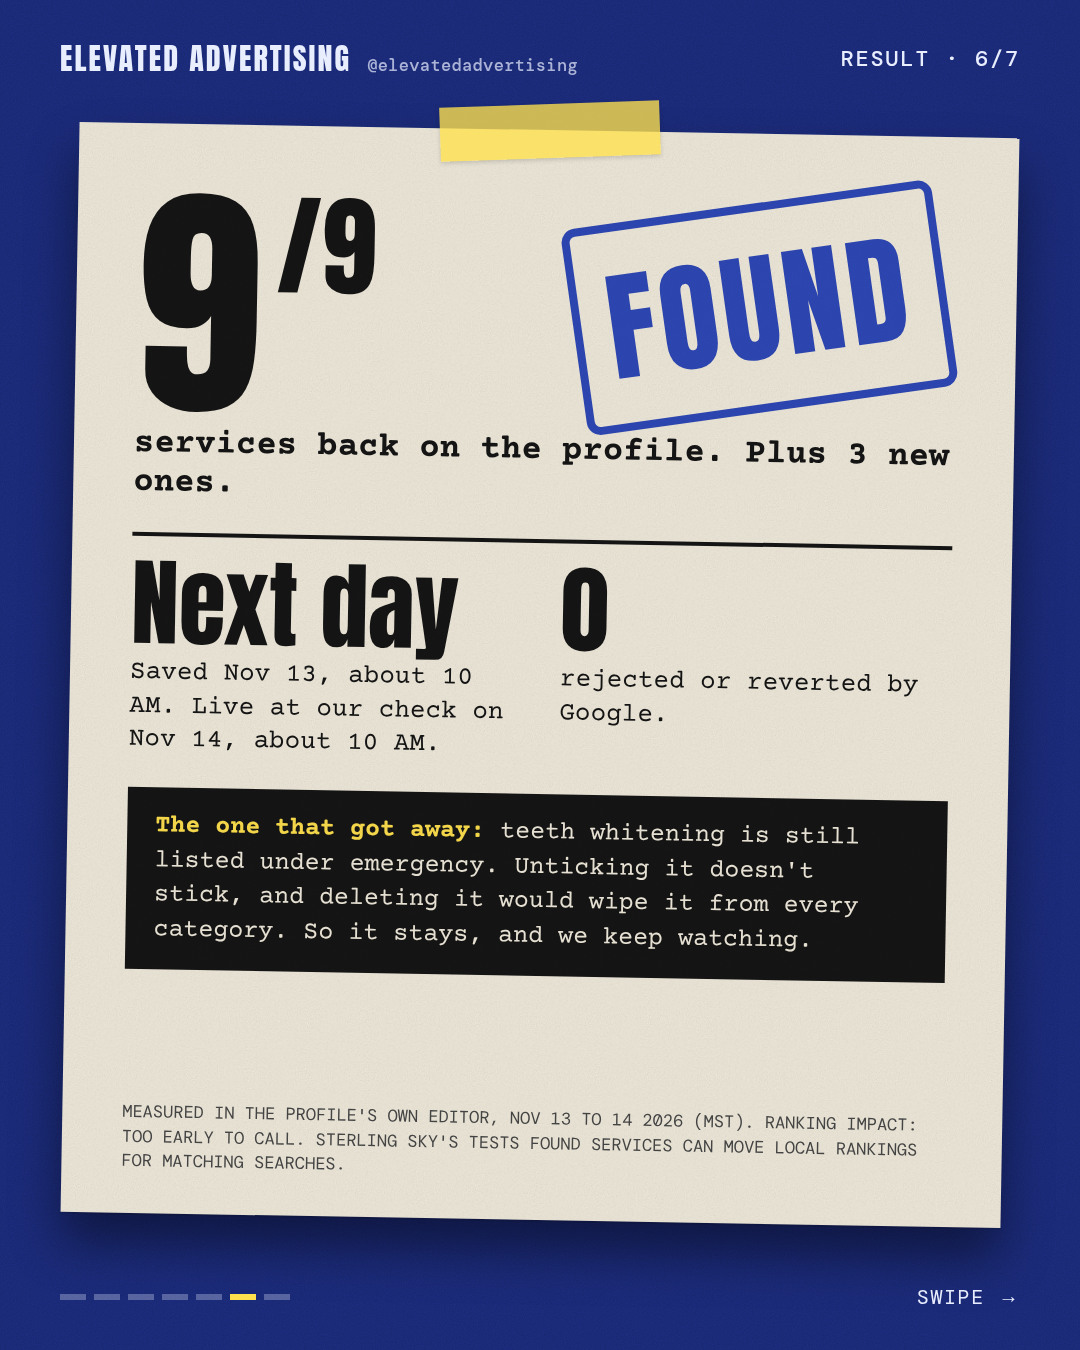 ELEVATED ADVERTISING @elevatedadvertising
RESULT · 6/7
9/9
FOUND
services back on the profile. Plus 3 new
ones.
Next day
Saved Nov 13, about 10
AM. Live at our check on
Nov 14, about 10 AM.
0
rejected or reverted by
Google.
The one that got away: teeth whitening is still
listed under emergency. Unticking it doesn't
stick, and deleting it would wipe it from every
category. So it stays, and we keep watching.
MEASURED IN THE PROFILE'S OWN EDITOR, NOV 13 TO 14 2026 (MST). RANKING IMPACT:
TOO EARLY TO CALL. STERLING SKY'S TESTS FOUND SERVICES CAN MOVE LOCAL RANKINGS
FOR MATCHING SEARCHES.
SWIPE →